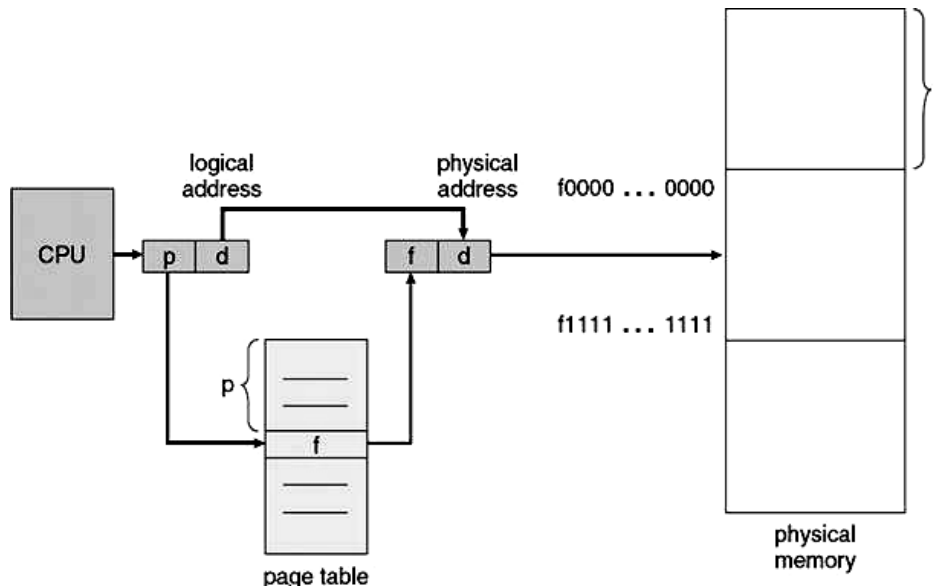 logical
address
physical
address
f0000 ... 0000
CPU
p
d
f
d
f1111 ... 1111
p
f
page table
physical
memory